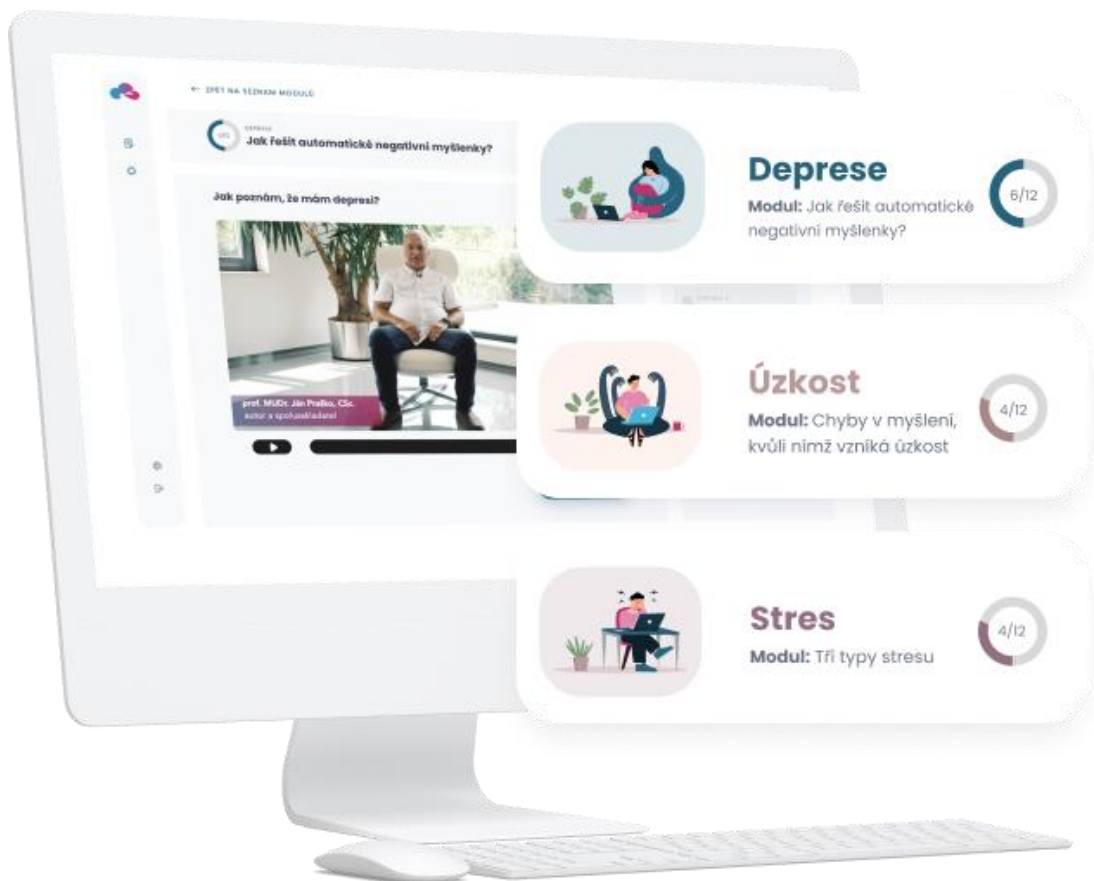 ← ZPĚT NA SEZNAM MODULŮ
DEPRESE
Jak řešit automatické negativní myšlenky?
Jak poznám, že mám depresi?
prof. MUDr. Ján Praško, CSc.
autor a spoluzakladatel
Deprese
Modul: Jak řešit automatické
negativní myšlenky?
6/12
Úzkost
Modul: Chyby v myšlení,
kvůli nimž vzniká úzkost
4/12
Stres
Modul: Tři typy stresu
4/12